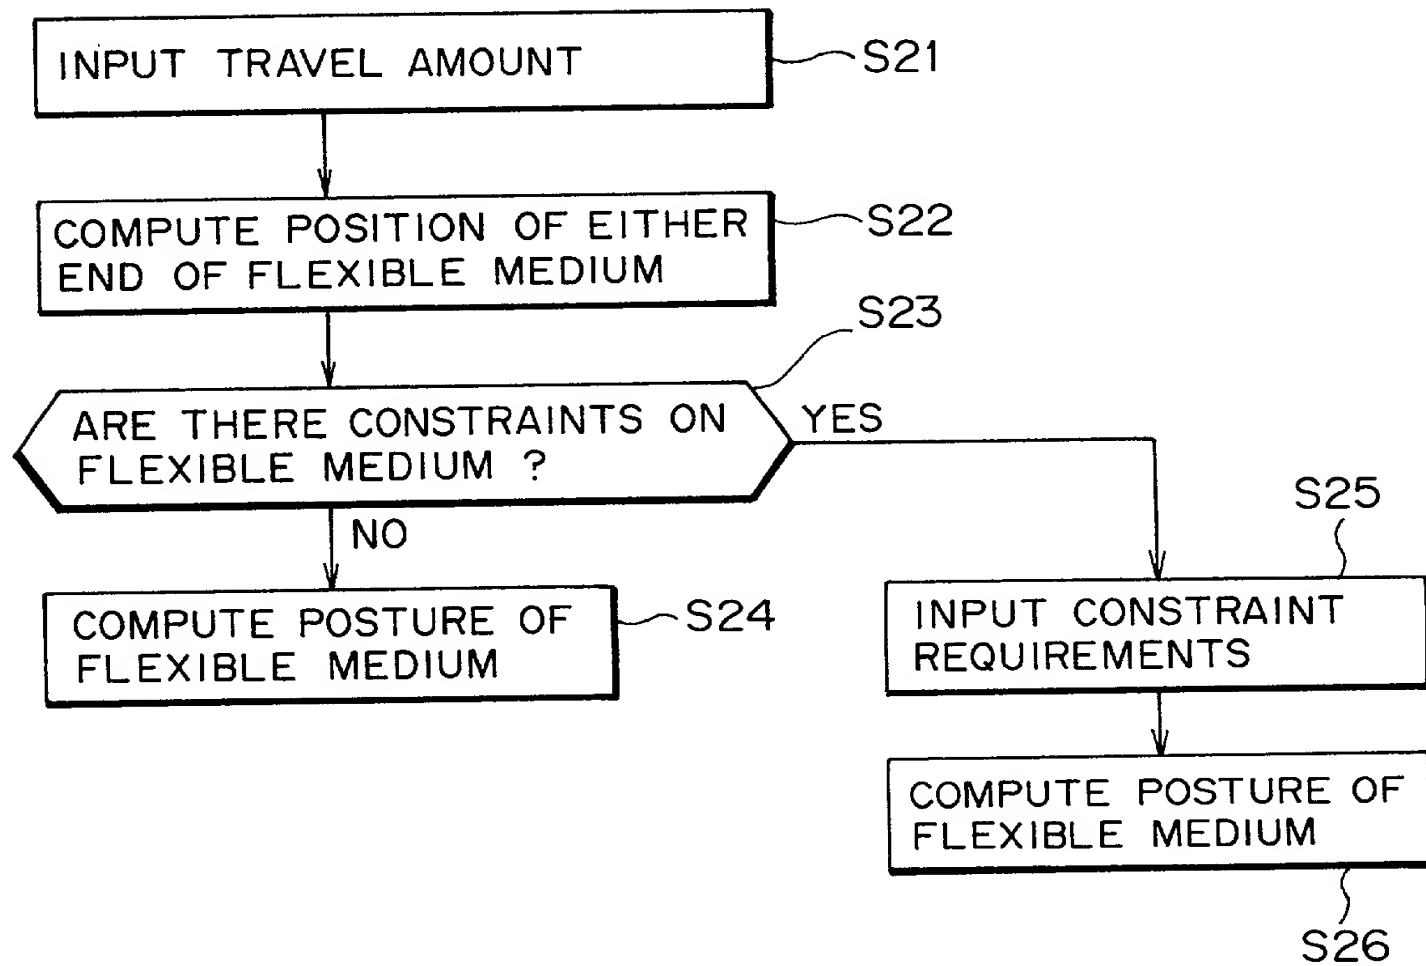 INPUT TRAVEL AMOUNT
S21
COMPUTE POSITION OF EITHER
END OF FLEXIBLE MEDIUM
S22
S23
ARE THERE CONSTRAINTS ON
FLEXIBLE MEDIUM ?
YES
NO
S25
COMPUTE POSTURE OF
FLEXIBLE MEDIUM
S24
INPUT CONSTRAINT
REQUIREMENTS
COMPUTE POSTURE OF
FLEXIBLE MEDIUM
S26